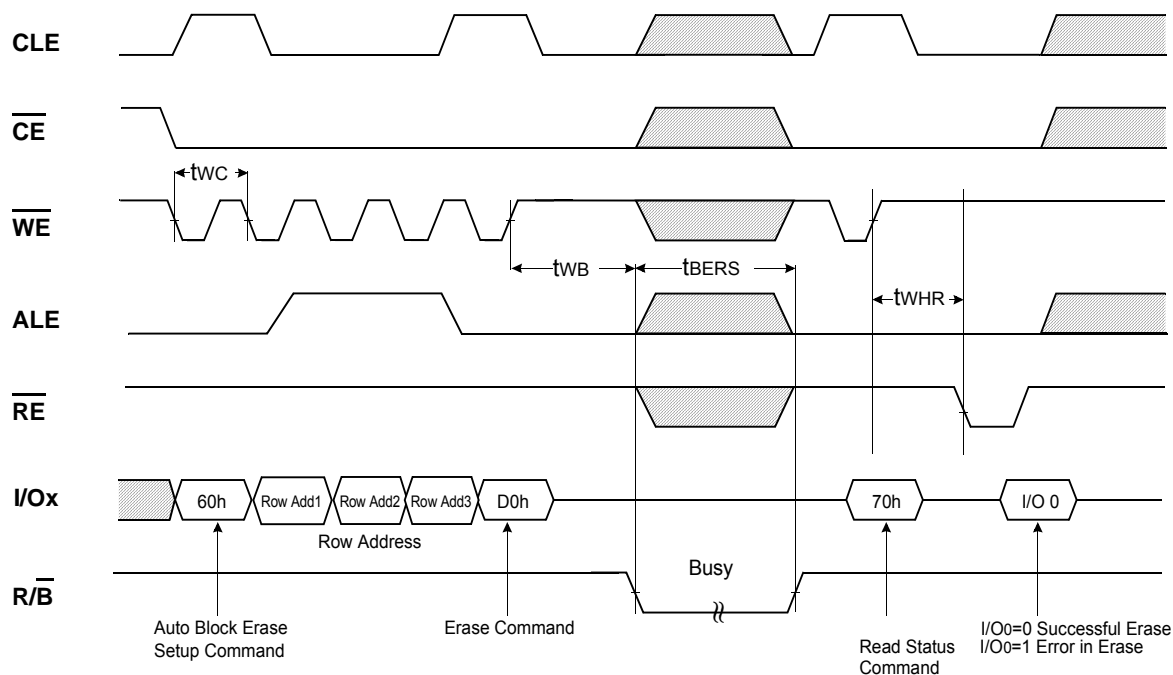 CLE
CE
tWC
WE
tWB
tBERS
tWHR
ALE
RE
I/Ox
60h Row Add1 Row Add2 Row Add3 D0h 70h I/O 0
Row Address
R/B
Busy
Auto Block Erase
Setup Command
Erase Command
Read Status
Command
I/O0=0 Successful Erase
I/O0=1 Error in Erase